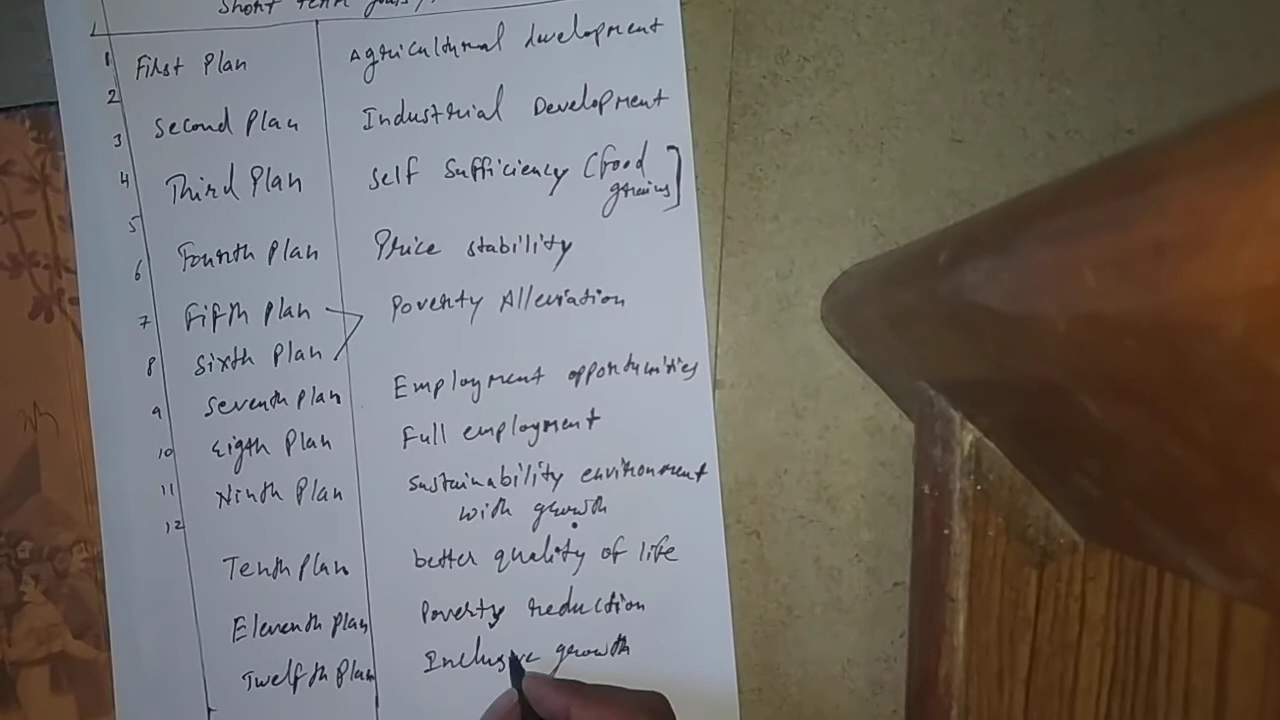 Short term goals
1 First Plan Agricultural development
2 Second Plan Industrial Development
3 Third Plan Self Sufficiency (Food
grains]
4 Fourth Plan Price stability
5 Fifth Plan Poverty Alleviation
6 Sixth Plan
7 Seventh Plan Employment opportunities
8 Eigth Plan Full employment
9 Ninth Plan Sustainability environment
with growth
10 Tenth Plan better quality of life
11 Eleventh Plan Poverty reduction
12 Twelfth Plan Inclusive growth